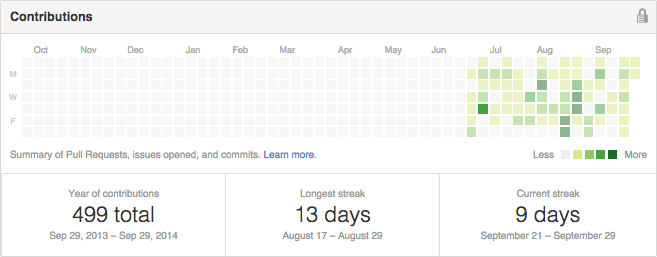 Contributions
Oct Nov Dec Jan Feb Mar Apr May Jun Jul Aug Sep
M
W
F
Summary of Pull Requests, issues opened, and commits. Learn more.
Less More
Year of contributions
499 total
Sep 29, 2013 – Sep 29, 2014
Longest streak
13 days
August 17 – August 29
Current streak
9 days
September 21 – September 29